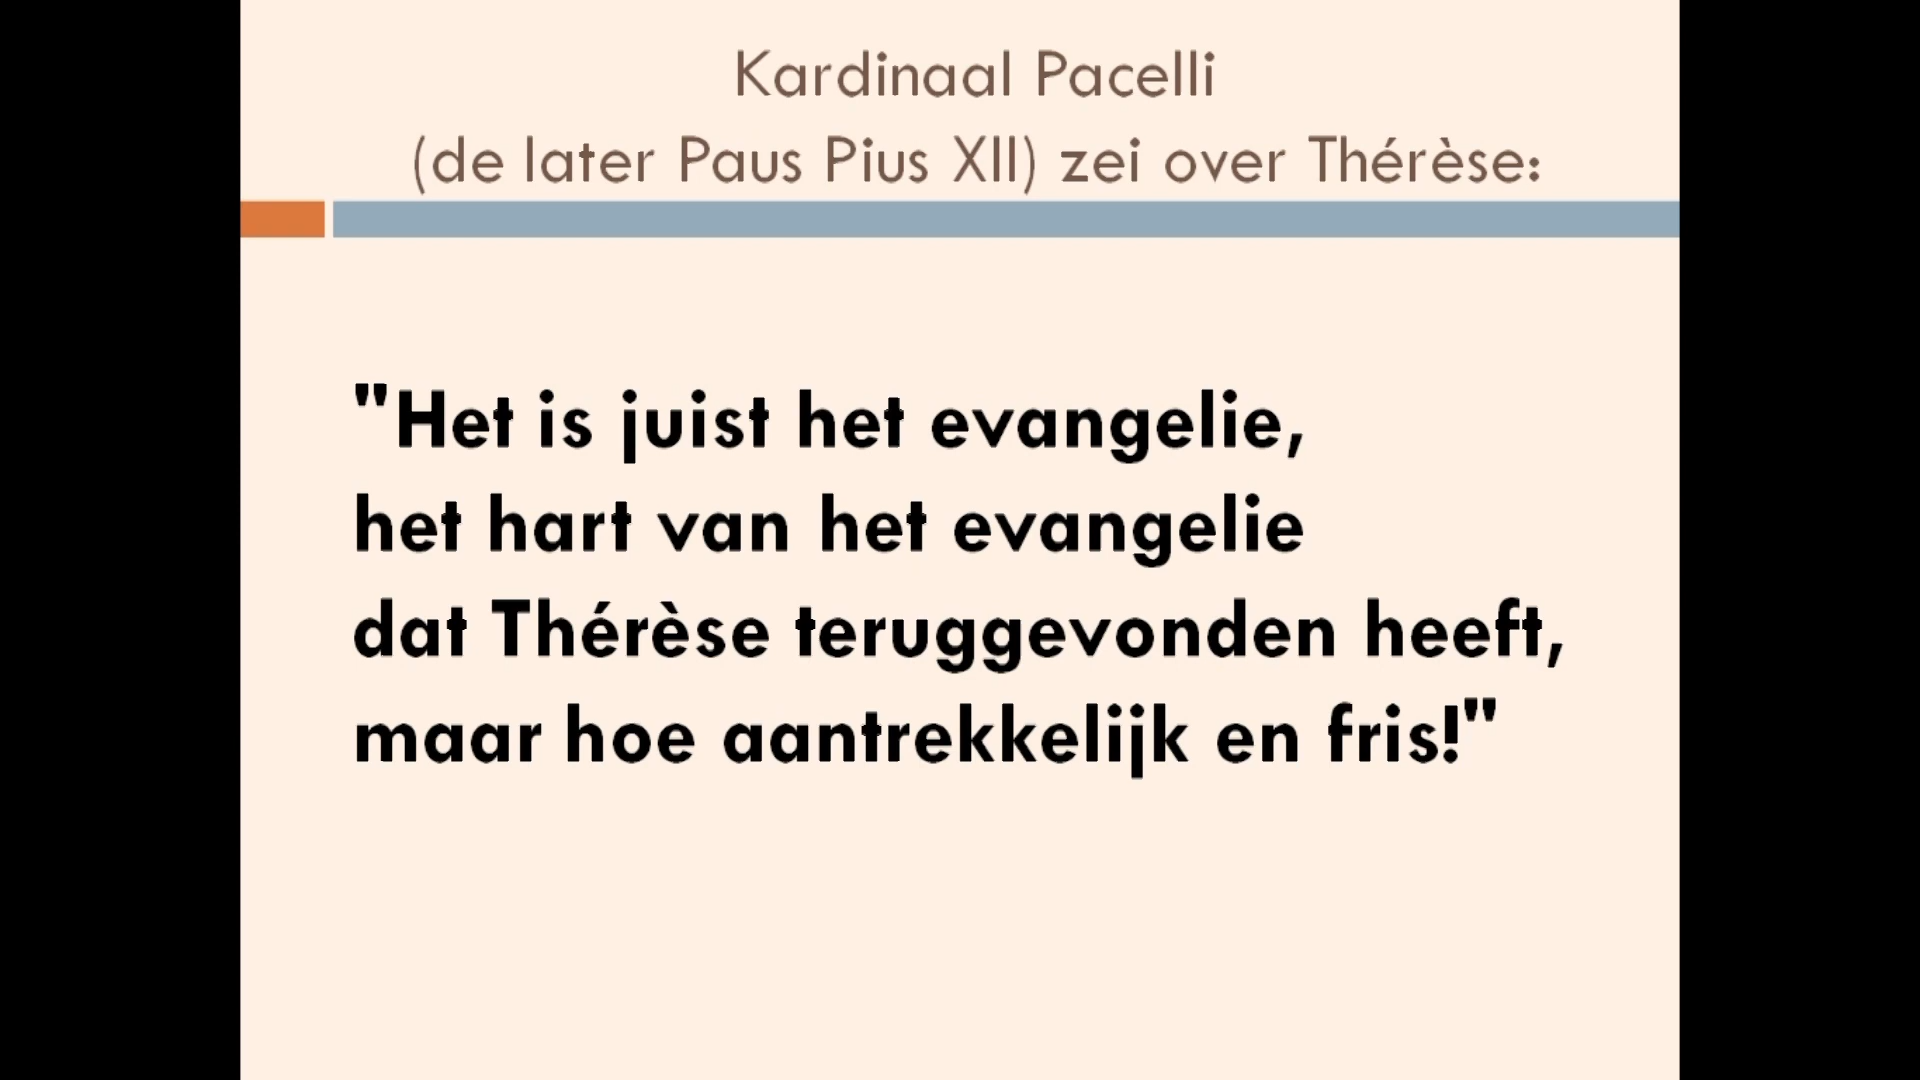 Kardinaal Pacelli
(de later Paus Pius XII) zei over Thérèse:
"Het is juist het evangelie,
het hart van het evangelie
dat Thérèse teruggevonden heeft,
maar hoe aantrekkelijk en fris!"